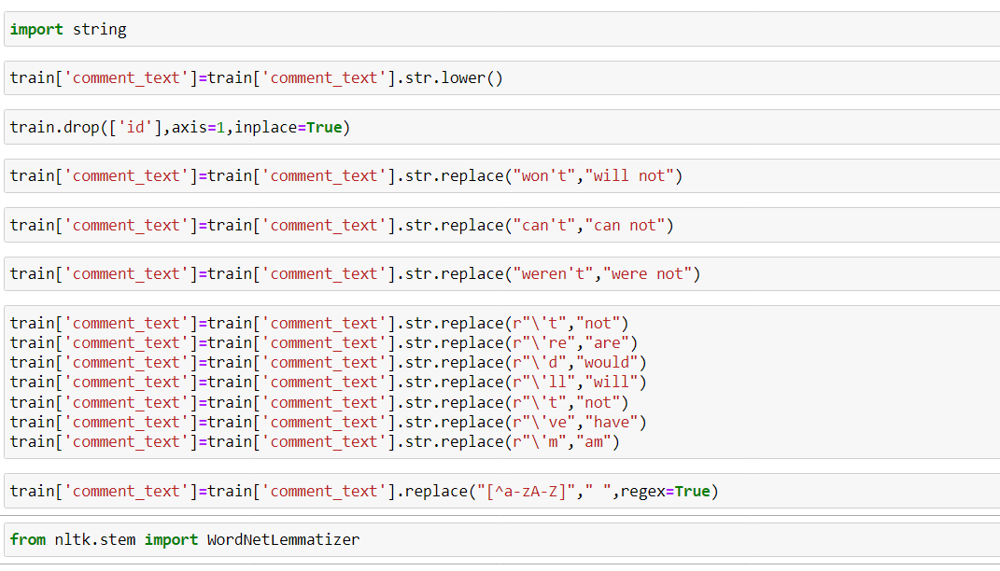 import string
train['comment_text']=train['comment_text'].str.lower()
train.drop(['id'],axis=1,inplace=True)
train['comment_text']=train['comment_text'].str.replace("won't","will not")
train['comment_text']=train['comment_text'].str.replace("can't","can not")
train['comment_text']=train['comment_text'].str.replace("weren't","were not")
train['comment_text']=train['comment_text'].str.replace(r"\'t","not")
train['comment_text']=train['comment_text'].str.replace(r"\'re","are")
train['comment_text']=train['comment_text'].str.replace(r"\'d","would")
train['comment_text']=train['comment_text'].str.replace(r"\'ll","will")
train['comment_text']=train['comment_text'].str.replace(r"\'t","not")
train['comment_text']=train['comment_text'].str.replace(r"\'ve","have")
train['comment_text']=train['comment_text'].str.replace(r"\'m","am")
train['comment_text']=train['comment_text'].replace("[^a-zA-Z]"," ",regex=True)
from nltk.stem import WordNetLemmatizer